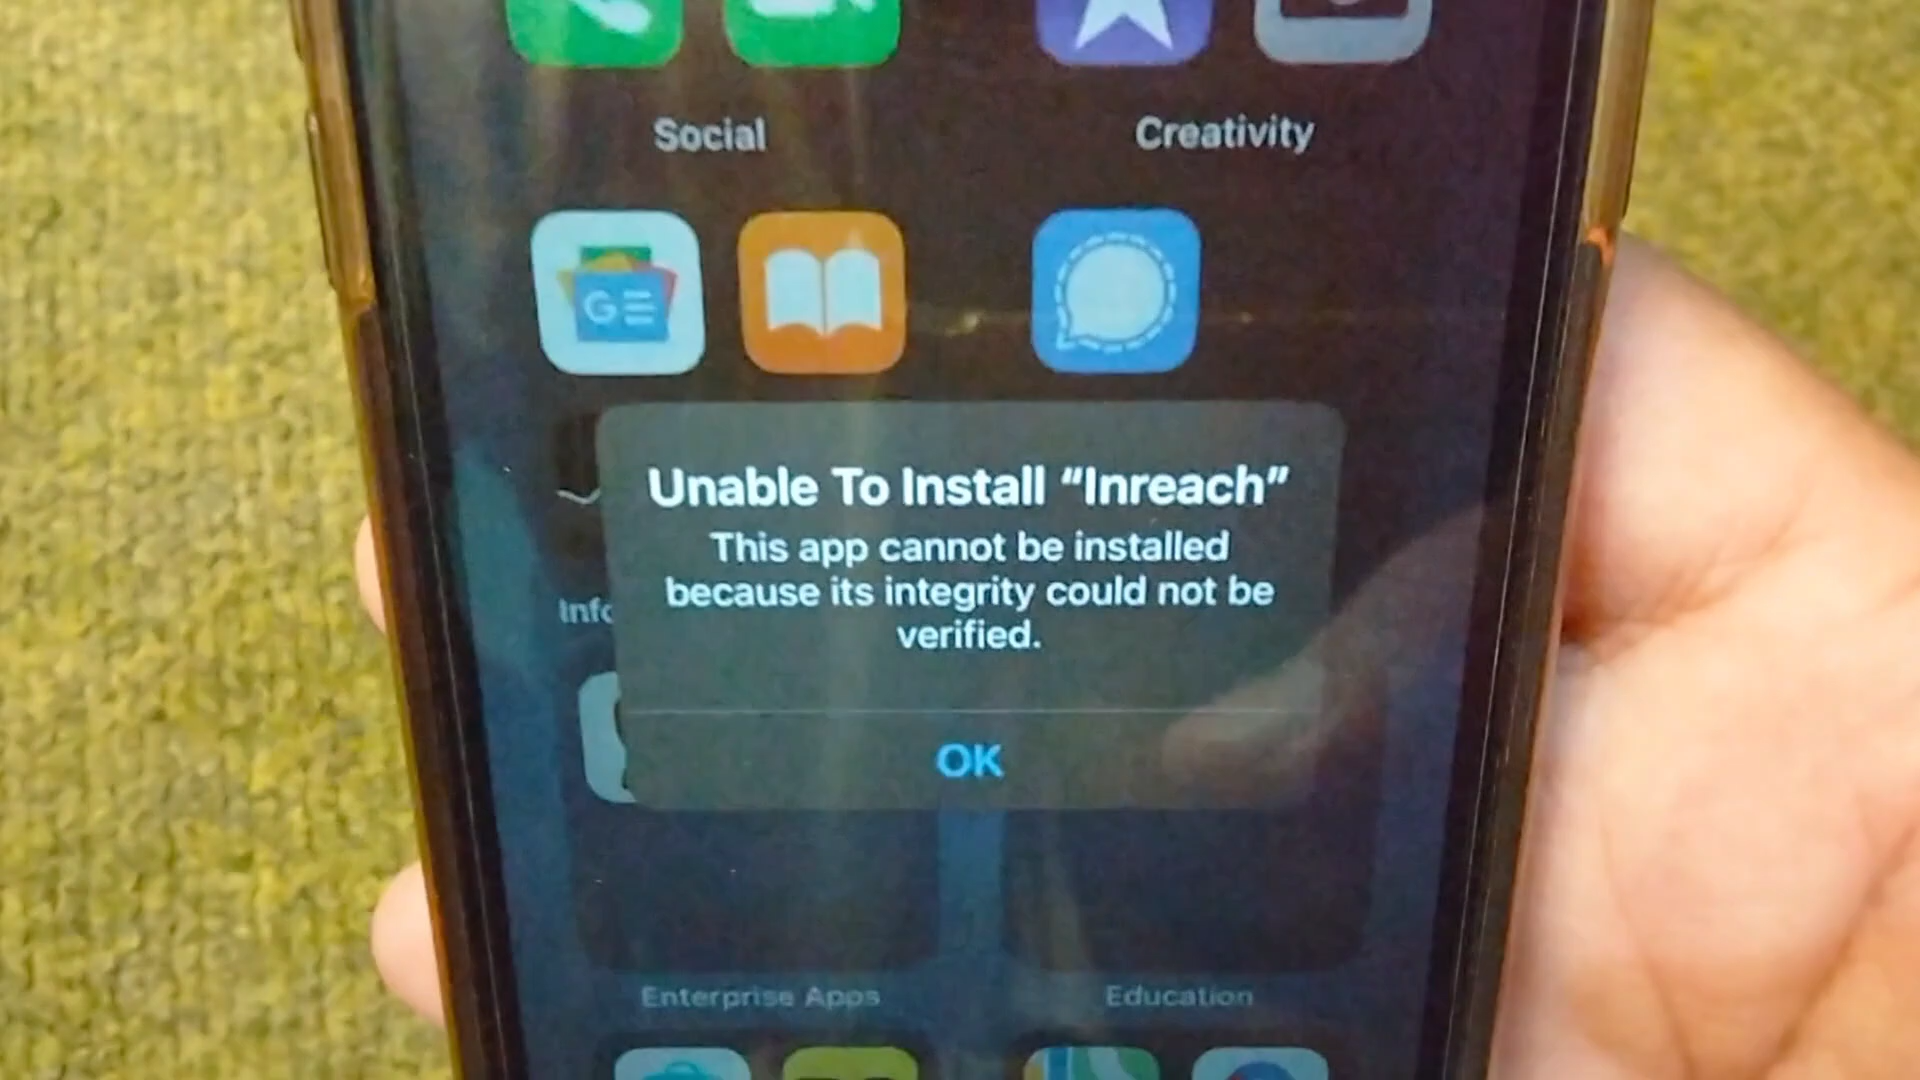 Social
Creativity
G
Unable To Install “Inreach”
This app cannot be installed
because its integrity could not be
verified.
Info
OK
Enterprise Apps
Education